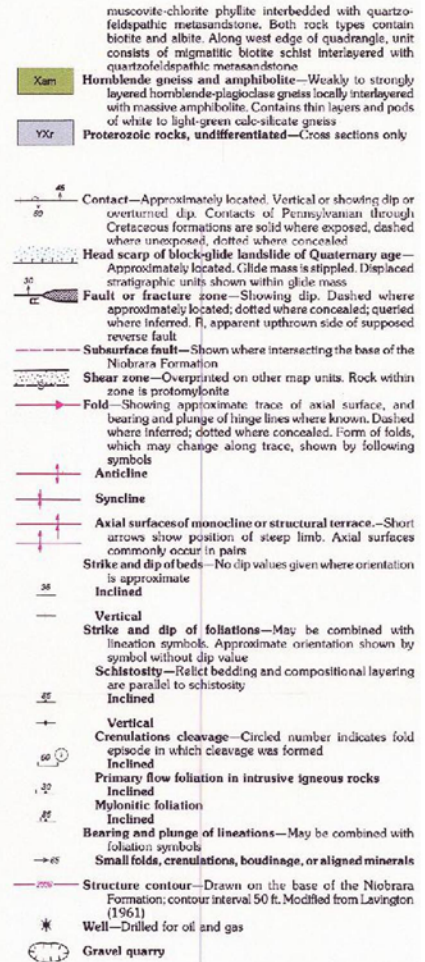 muscovite-chlorite phyllite interbedded with quartzo-
feldspathic metasandstone. Both rock types contain
biotite and albite. Along west edge of quadrangle, unit
consists of migmatitic biotite schist interlayered with
quartzofeldspathic metasandstone
Xam Hornblende gneiss and amphibolite—Weakly to strongly
layered hornblende-plagioclase gneiss locally interlayered
with massive amphibolite. Contains thin layers and pods
of white to light-green calc-silicate gneiss
YXr Proterozoic rocks, undifferentiated—Cross sections only
45
60
Contact—Approximately located. Vertical or showing dip or
overturned dip. Contacts of Pennsylvanian through
Cretaceous formations are solid where exposed, dashed
where unexposed, dotted where concealed
Head scarp of block-glide landslide of Quaternary age—
Approximately located. Glide mass is stippled. Displaced
stratigraphic units shown within glide mass
30
R
Fault or fracture zone—Showing dip. Dashed where
approximately located; dotted where concealed; queried
where inferred. R, apparent upthrown side of supposed
reverse fault
Subsurface fault—Shown where intersecting the base of the
Niobrara Formation
Shear zone—Overprinted on other map units. Rock within
zone is protomylonite
Fold—Showing approximate trace of axial surface, and
bearing and plunge of hinge lines where known. Dashed
where inferred; dotted where concealed. Form of folds,
which may change along trace, shown by following
symbols
Anticline
Syncline
Axial surfaces of monocline or structural terrace.—Short
arrows show position of steep limb. Axial surfaces
commonly occur in pairs
Strike and dip of beds—No dip values given where orientation
is approximate
Inclined
Vertical
Strike and dip of foliations—May be combined with
lineation symbols. Approximate orientation shown by
symbol without dip value
Schistosity—Relict bedding and compositional layering
are parallel to schistosity
Inclined
Vertical
Crenulations cleavage—Circled number indicates fold
episode in which cleavage was formed
Inclined
Primary flow foliation in intrusive igneous rocks
Inclined
Mylonitic foliation
Inclined
Bearing and plunge of lineations—May be combined with
foliation symbols
65 Small folds, crenulations, boudinage, or aligned minerals
Structure contour—Drawn on the base of the Niobrara
Formation; contour interval 50 ft. Modified from Lavington
(1961)
Well—Drilled for oil and gas
Gravel quarry